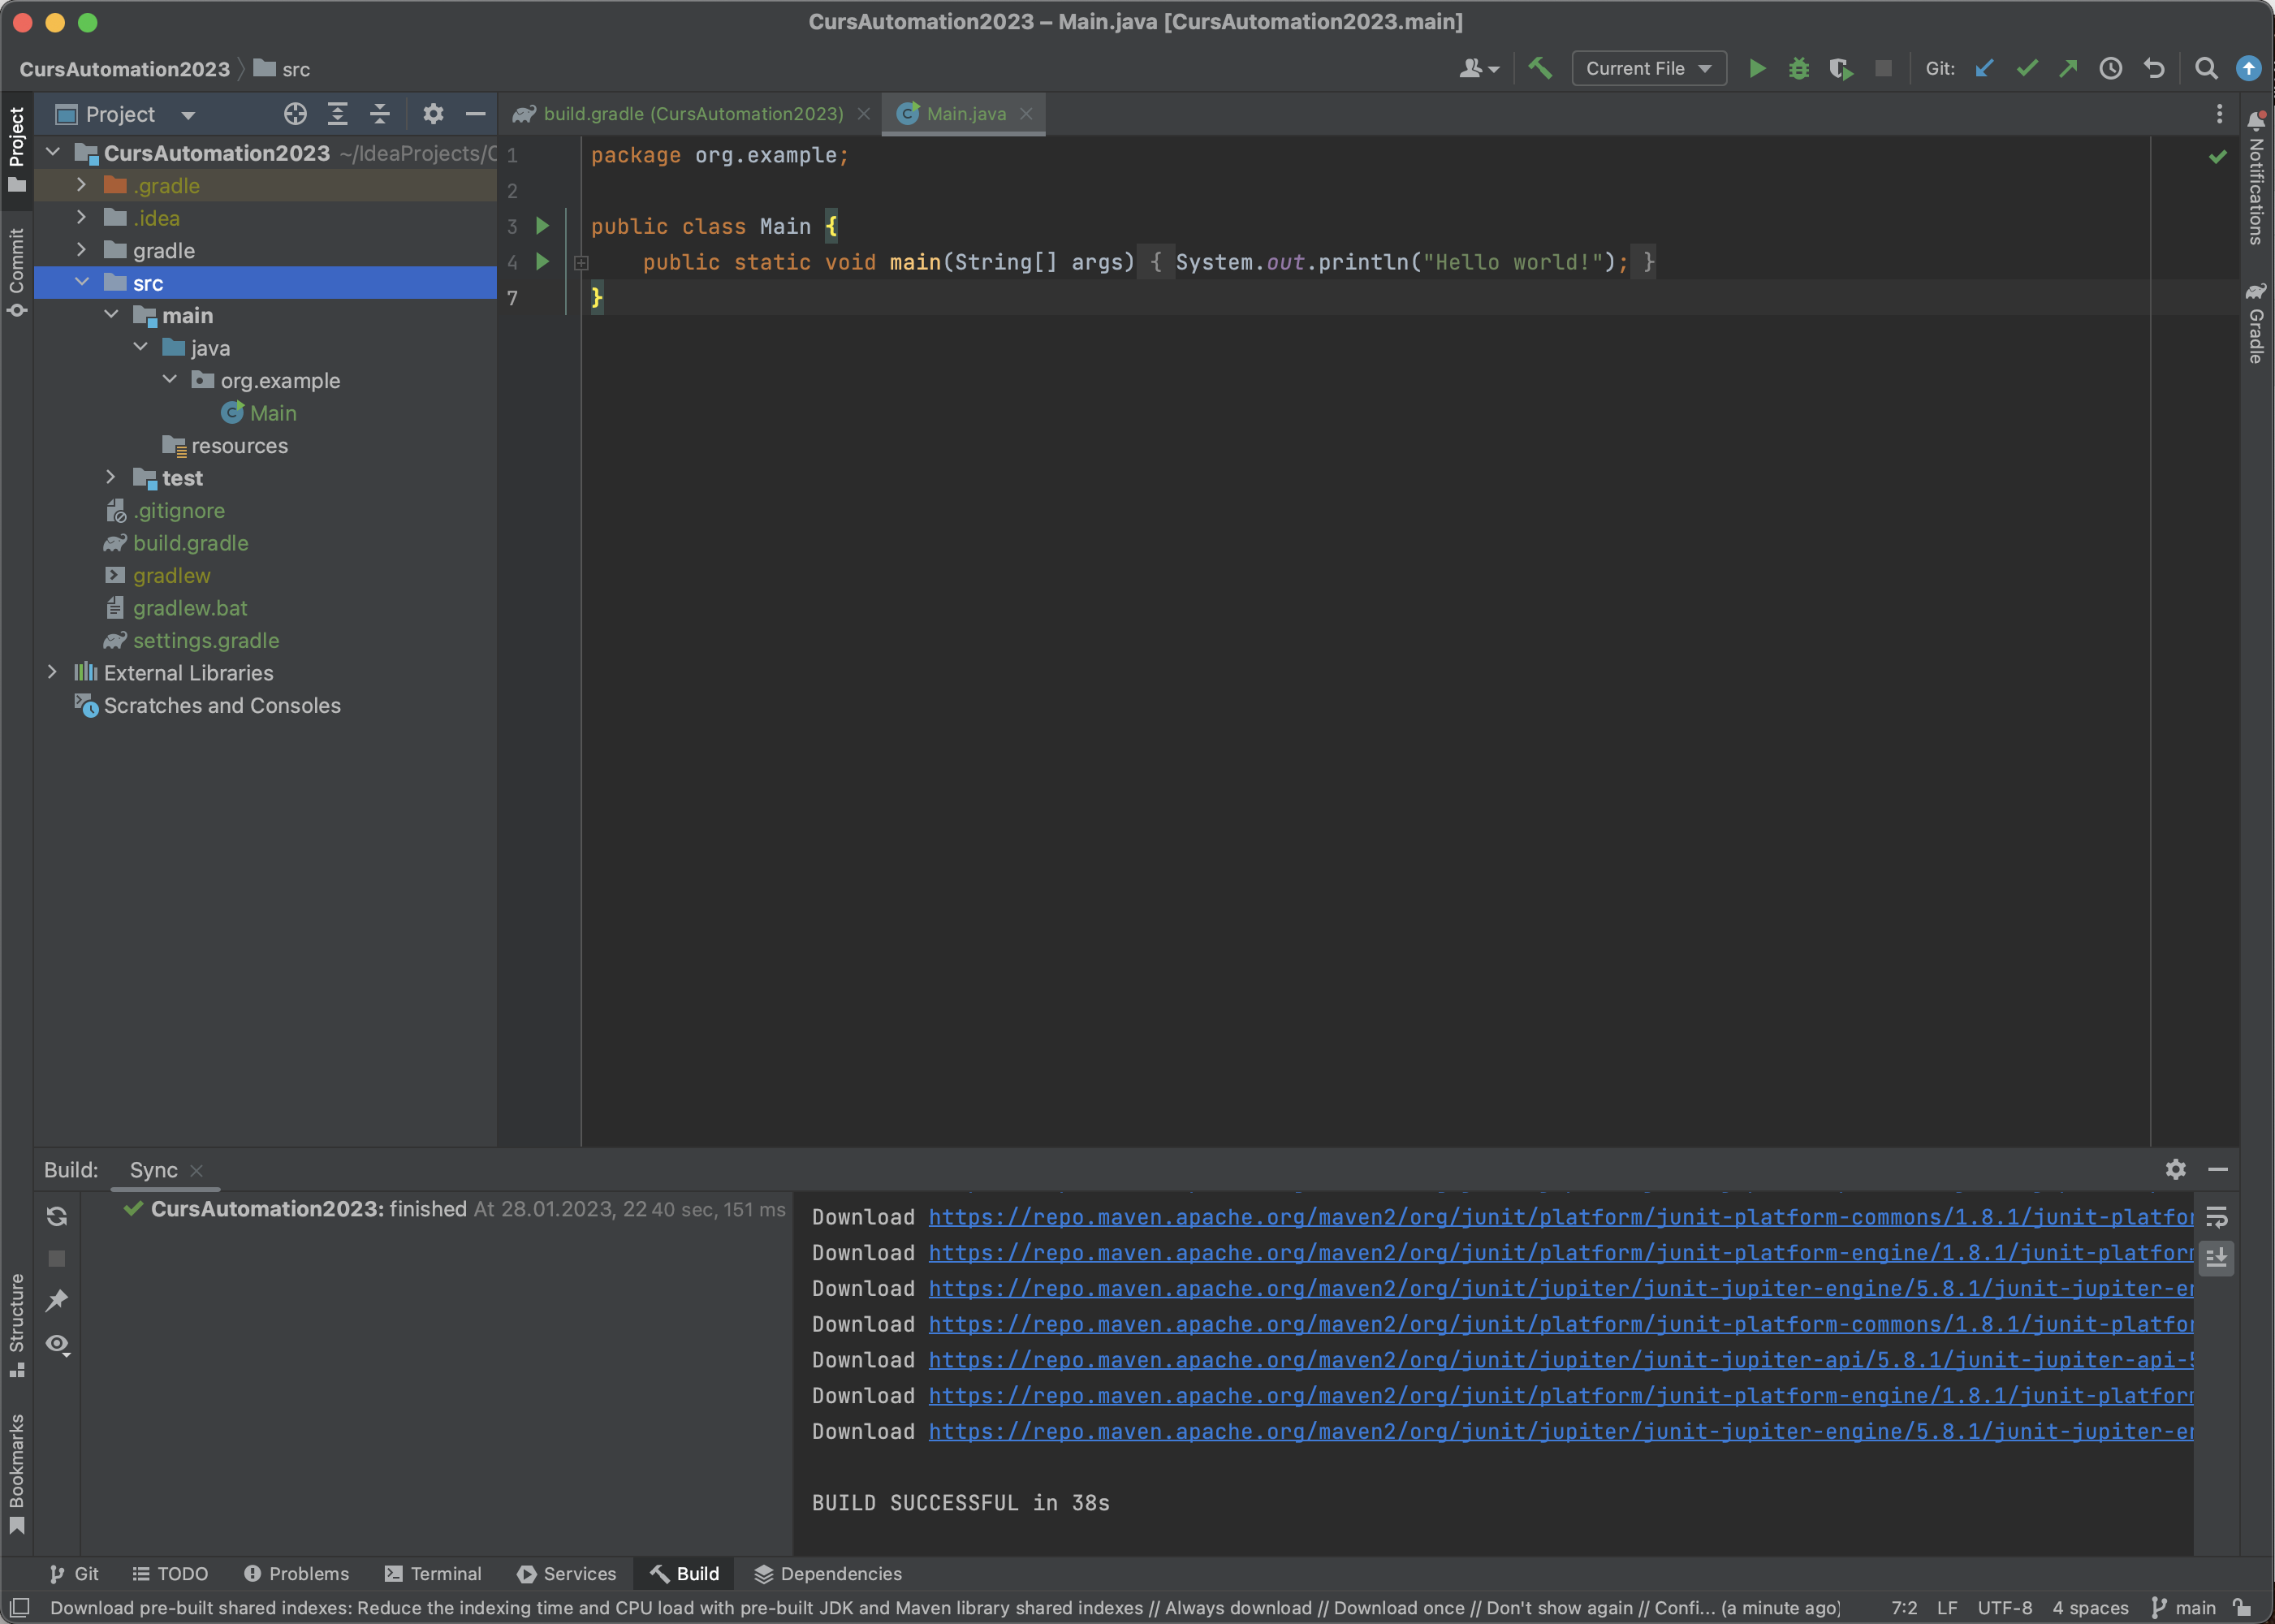 CursAutomation2023 – Main.java [CursAutomation2023.main]
CursAutomation2023 src
Current File
Git:
Project
Project
Commit
Structure
Bookmarks
CursAutomation2023 ~/IdeaProjects/C
.gradle
.idea
gradle
src
main
java
org.example
Main
resources
test
.gitignore
build.gradle
gradlew
gradlew.bat
settings.gradle
External Libraries
Scratches and Consoles
build.gradle (CursAutomation2023)
Main.java
1 package org.example;
2
3 public class Main {
4 public static void main(String[] args) { System.out.println("Hello world!"); }
7 }
Notifications
Gradle
Build: Sync
CursAutomation2023: finished At 28.01.2023, 22 40 sec, 151 ms
Download https://repo.maven.apache.org/maven2/org/junit/platform/junit-platform-commons/1.8.1/junit-platfor
Download https://repo.maven.apache.org/maven2/org/junit/platform/junit-platform-engine/1.8.1/junit-platform
Download https://repo.maven.apache.org/maven2/org/junit/jupiter/junit-jupiter-engine/5.8.1/junit-jupiter-en
Download https://repo.maven.apache.org/maven2/org/junit/platform/junit-platform-commons/1.8.1/junit-platfor
Download https://repo.maven.apache.org/maven2/org/junit/jupiter/junit-jupiter-api/5.8.1/junit-jupiter-api-5
Download https://repo.maven.apache.org/maven2/org/junit/platform/junit-platform-engine/1.8.1/junit-platform
Download https://repo.maven.apache.org/maven2/org/junit/jupiter/junit-jupiter-engine/5.8.1/junit-jupiter-en
BUILD SUCCESSFUL in 38s
Git TODO Problems Terminal Services Build Dependencies
Download pre-built shared indexes: Reduce the indexing time and CPU load with pre-built JDK and Maven library shared indexes // Always download // Download once // Don't show again // Confi... (a minute ago) 7:2 LF UTF-8 4 spaces main